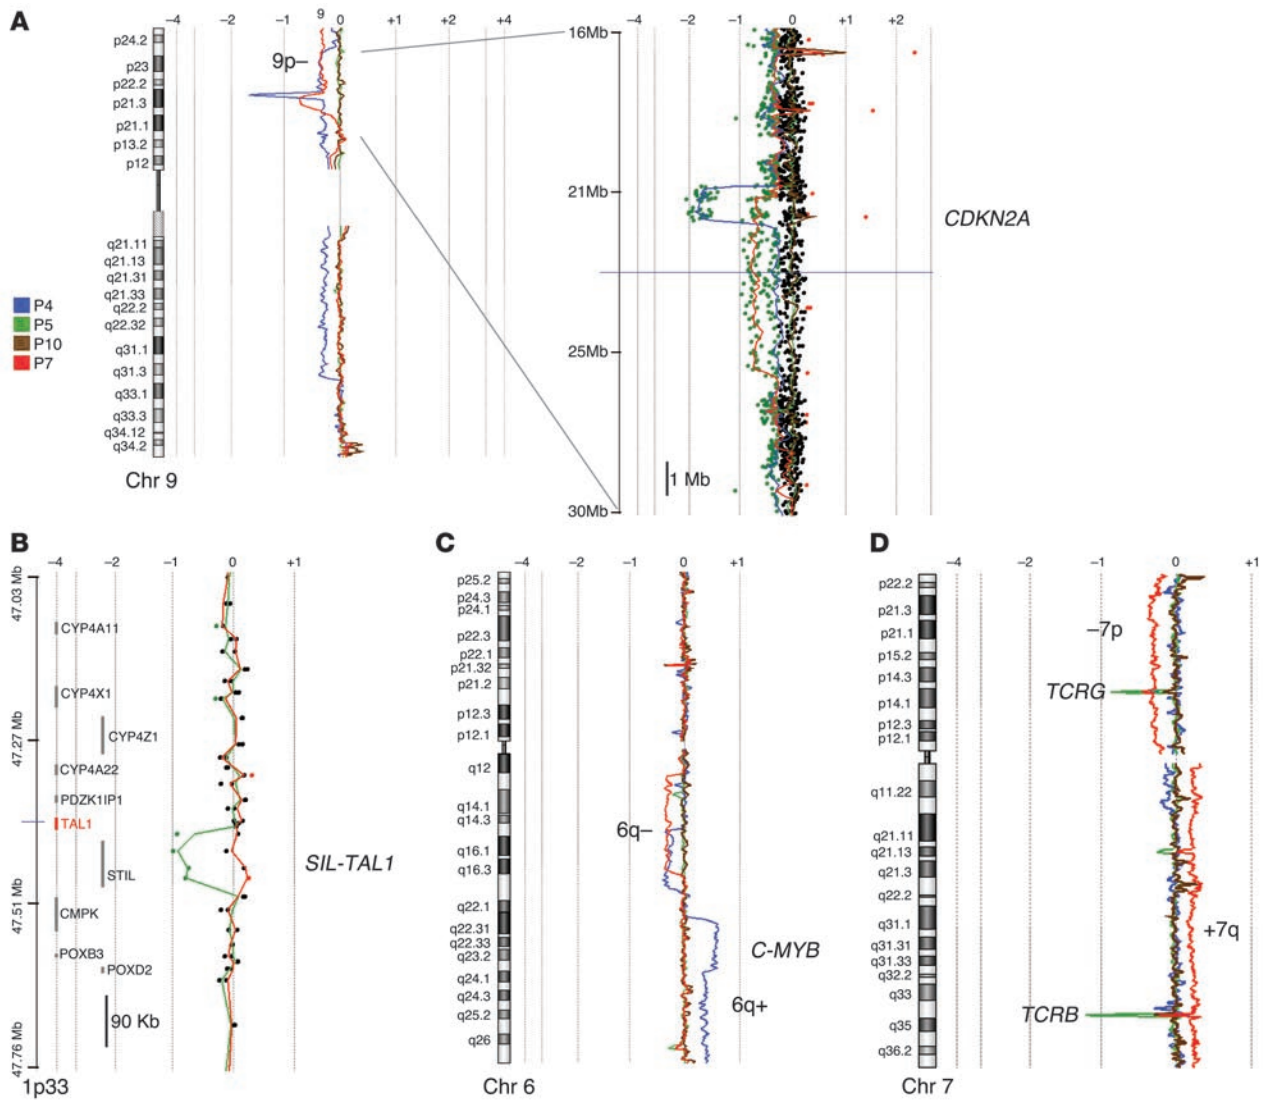 A
−4
−2
−1
9
0
+1
+2
+4
p24.2
p23
p22.2
p21.3
p21.1
p13.2
p12
q21.11
q21.13
q21.31
q21.33
q22.2
q22.32
q31.1
q31.3
q33.1
q33.3
q34.12
q34.2
Chr 9
9p−
P4
P5
P10
P7
−4
−2
−1
0
+1
+2
16Mb
21Mb
25Mb
30Mb
1 Mb
CDKN2A
B
−4
−2
−1
0
+1
47.03 Mb
47.27 Mb
47.51 Mb
47.76 Mb
CYP4A11
CYP4X1
CYP4Z1
CYP4A22
PDZK1IP1
TAL1
STIL
CMPK
POXB3
POXD2
90 Kb
1p33
SIL-TAL1
C
−4
−2
−1
0
+1
p25.2
p24.3
p24.1
p22.3
p22.1
p21.32
p21.2
p12.3
p12.1
q12
q14.1
q14.3
q16.1
q16.3
q22.1
q22.31
q22.33
q23.2
q24.1
q24.3
q25.2
q26
Chr 6
6q−
C-MYB
6q+
D
−4
−2
−1
0
+1
p22.2
p21.3
p21.1
p15.2
p14.3
p14.1
p12.3
p12.1
q11.22
q21.11
q21.13
q21.3
q22.2
q31.1
q31.31
q31.33
q32.2
q33
q35
q36.2
Chr 7
−7p
TCRG
+7q
TCRB